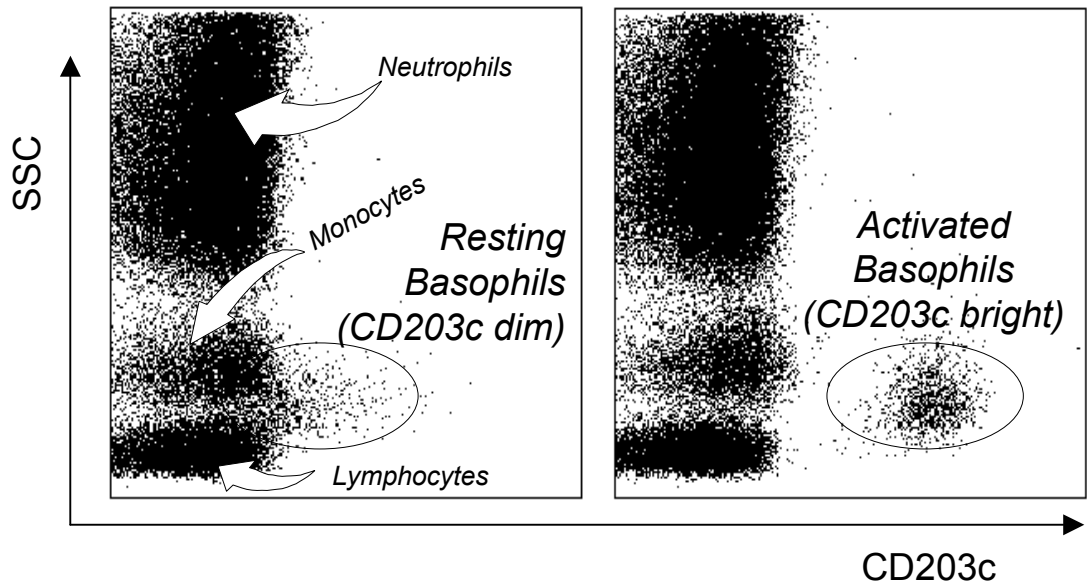 SSC
Neutrophils
Monocytes
Resting
Basophils
(CD203c dim)
Lymphocytes
Activated
Basophils
(CD203c bright)
CD203c